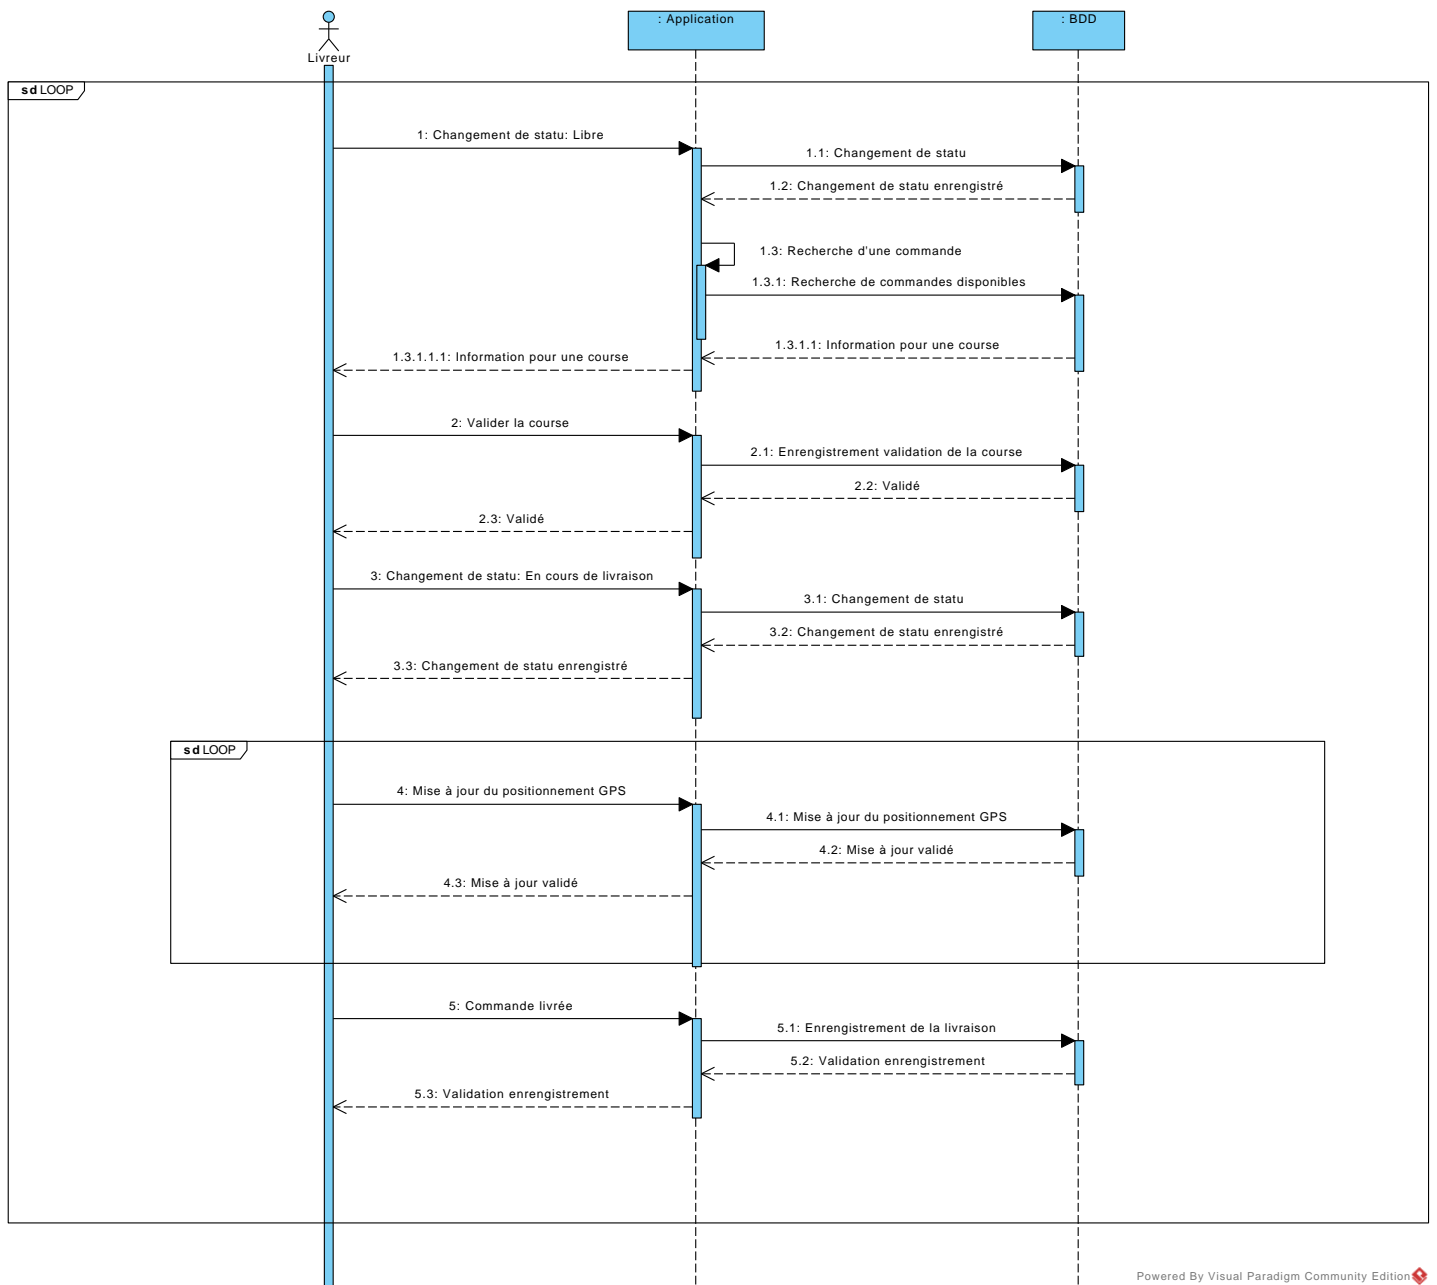 Livreur
: Application
: BDD
sd LOOP
1: Changement de statu: Libre
1.1: Changement de statu
1.2: Changement de statu enrengistré
1.3: Recherche d'une commande
1.3.1: Recherche de commandes disponibles
1.3.1.1: Information pour une course
1.3.1.1.1: Information pour une course
2: Valider la course
2.1: Enrengistrement validation de la course
2.2: Validé
2.3: Validé
3: Changement de statu: En cours de livraison
3.1: Changement de statu
3.2: Changement de statu enrengistré
3.3: Changement de statu enrengistré
sd LOOP
4: Mise à jour du positionnement GPS
4.1: Mise à jour du positionnement GPS
4.2: Mise à jour validé
4.3: Mise à jour validé
5: Commande livrée
5.1: Enrengistrement de la livraison
5.2: Validation enrengistrement
5.3: Validation enrengistrement
Powered By Visual Paradigm Community Edition